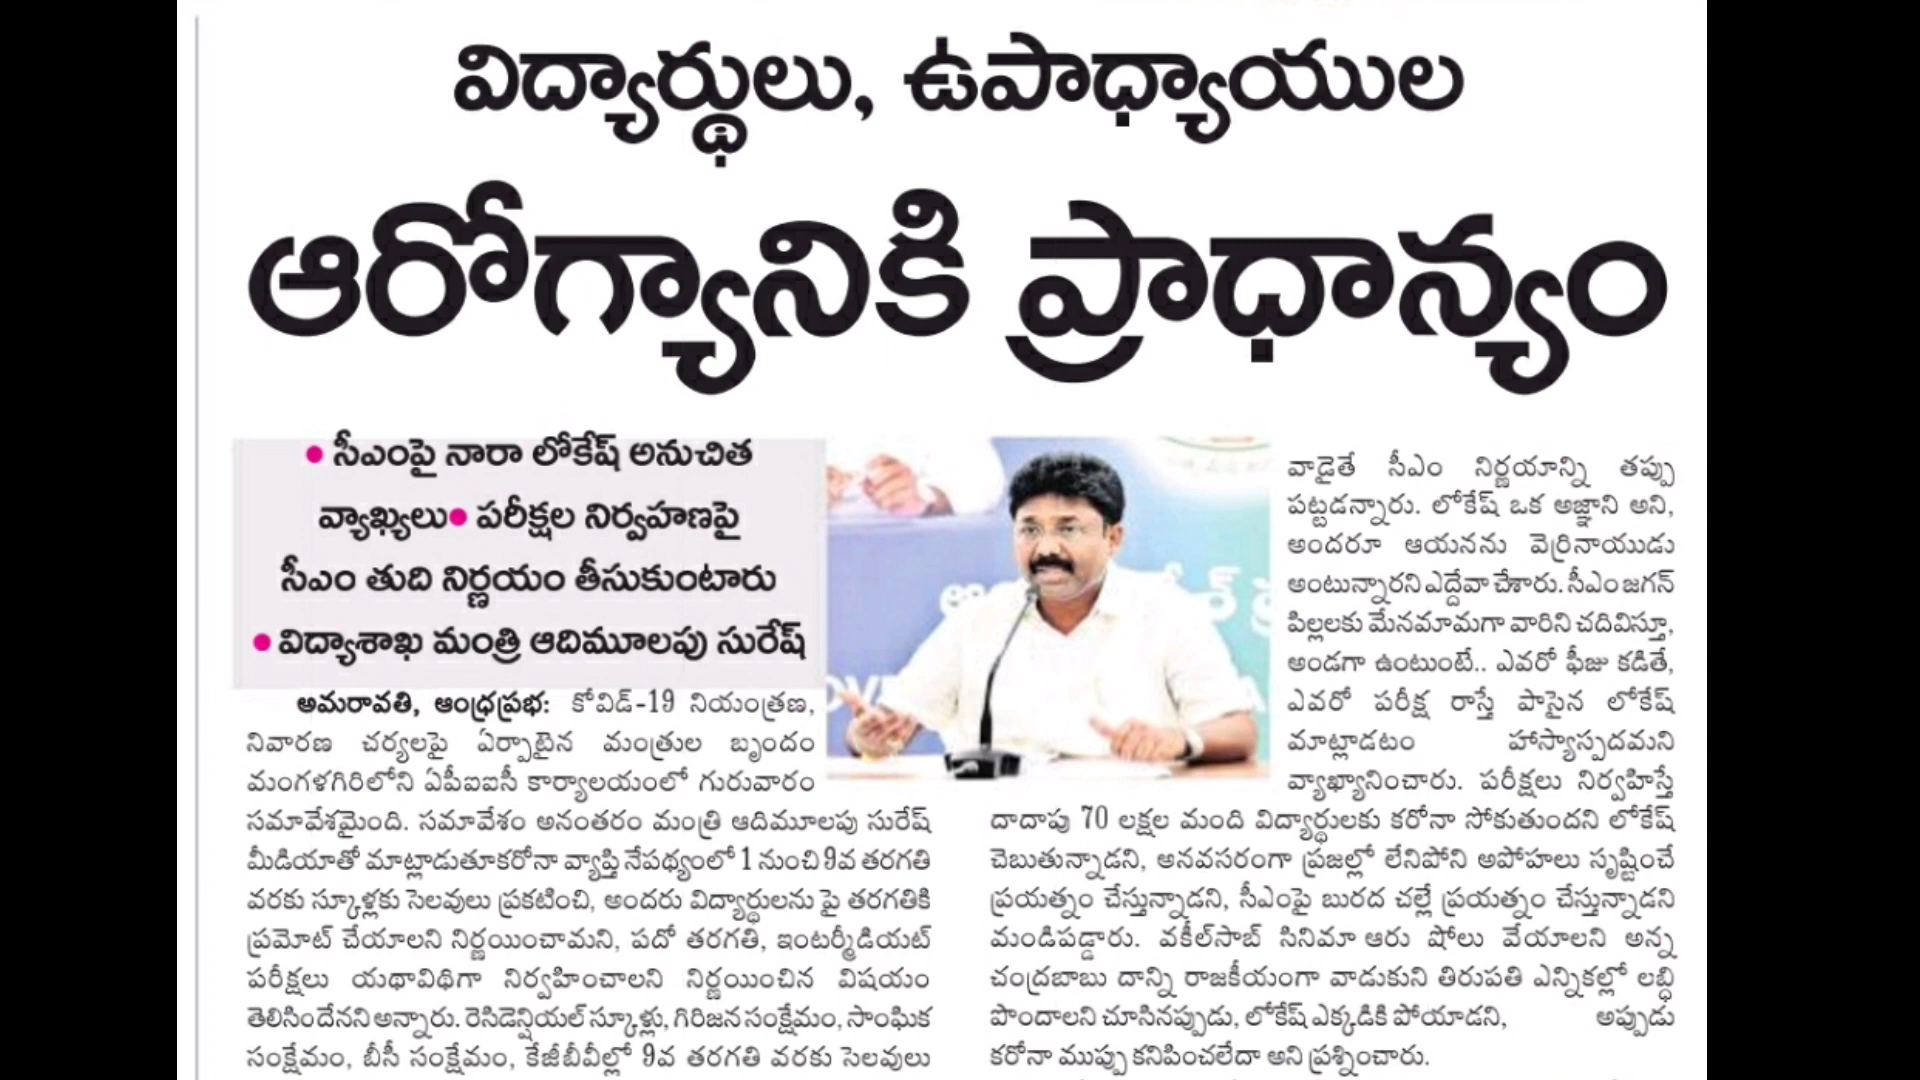 విద్యార్థులు, ఉపాధ్యాయుల
ఆరోగ్యానికి ప్రాధాన్యం
• సీఎంపై నారా లోకేష్ అనుచిత
వ్యాఖ్యలు• పరీక్షల నిర్వహణపై
సీఎం తుది నిర్ణయం తీసుకుంటారు
• విద్యాశాఖ మంత్రి ఆదిమూలపు సురేష్
అమరావతి, ఆంధ్రప్రభ: కోవిడ్-19 నియంత్రణ,
నివారణ చర్యలపై ఏర్పాటైన మంత్రుల బృందం
మంగళగిరిలోని ఏపీఐఐసీ కార్యాలయంలో గురువారం
సమావేశమైంది. సమావేశం అనంతరం మంత్రి ఆదిమూలపు సురేష్
మీడియాతో మాట్లాడుతూకరోనా వ్యాప్తి నేపథ్యంలో 1 నుంచి 9వ తరగతి
వరకు స్కూళ్లకు సెలవులు ప్రకటించి, అందరు విద్యార్థులను పై తరగతికి
ప్రమోట్ చేయాలని నిర్ణయించామని, పదో తరగతి, ఇంటర్మీడియట్
పరీక్షలు యథావిథిగా నిర్వహించాలని నిర్ణయించిన విషయం
తెలిసిందేనని అన్నారు. రెసిడెన్షియల్ స్కూళ్లు, గిరిజన సంక్షేమం, సాంఘిక
సంక్షేమం, బీసీ సంక్షేమం, కేజీబీవీల్లో 9వ తరగతి వరకు సెలవులు
వాడైతే సీఎం నిర్ణయాన్ని తప్పు
పట్టడన్నారు. లోకేష్ ఒక అజ్ఞాని అని,
అందరూ ఆయనను వెర్రినాయుడు
అంటున్నారని ఎద్దేవా చేశారు. సీఎం జగన్
పిల్లలకు మేనమామగా వారిని చదివిస్తూ,
అండగా ఉంటుంటే.. ఎవరో ఫీజు కడితే,
ఎవరో పరీక్ష రాస్తే పాసైన లోకేష్
మాట్లాడటం హాస్యాస్పదమని
వ్యాఖ్యానించారు. పరీక్షలు నిర్వహిస్తే
దాదాపు 70 లక్షల మంది విద్యార్థులకు కరోనా సోకుతుందని లోకేష్
చెబుతున్నాడని, అనవసరంగా ప్రజల్లో లేనిపోని అపోహలు సృష్టించే
ప్రయత్నం చేస్తున్నాడని, సీఎంపై బురద చల్లే ప్రయత్నం చేస్తున్నాడని
మండిపడ్డారు. వకీల్‌సాబ్ సినిమా ఆరు షోలు వేయాలని అన్న
చంద్రబాబు దాన్ని రాజకీయంగా వాడుకుని తిరుపతి ఎన్నికల్లో లబ్ధి
పొందాలని చూసినప్పుడు, లోకేష్ ఎక్కడికి పోయాడని, అప్పుడు
కరోనా ముప్పు కనిపించలేదా అని ప్రశ్నించారు.